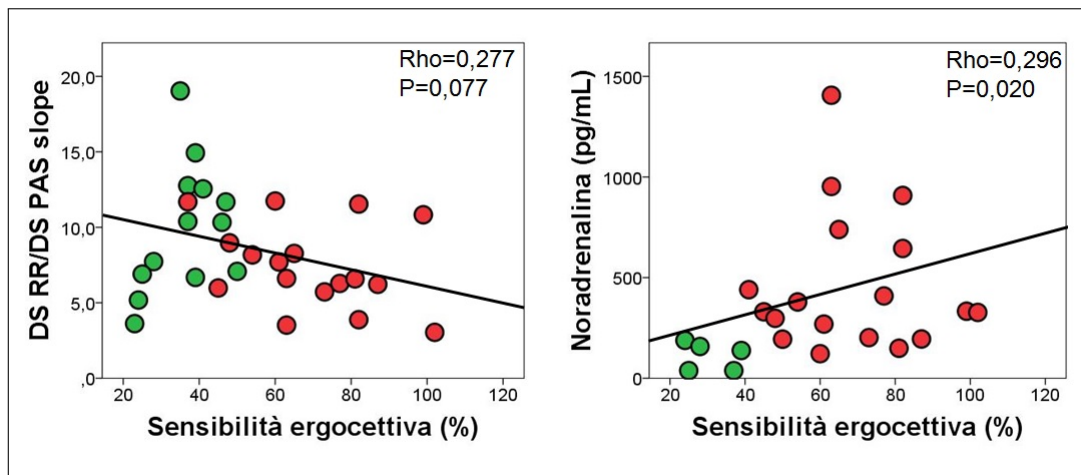 Rho=0,277
P=0,077
DS RR/DS PAS slope
20,0
15,0
10,0
5,0
,0
20 40 60 80 100 120
Sensibilità ergocettiva (%)
Rho=0,296
P=0,020
Noradrenalina (pg/mL)
1500
1000
500
0
20 40 60 80 100 120
Sensibilità ergocettiva (%)